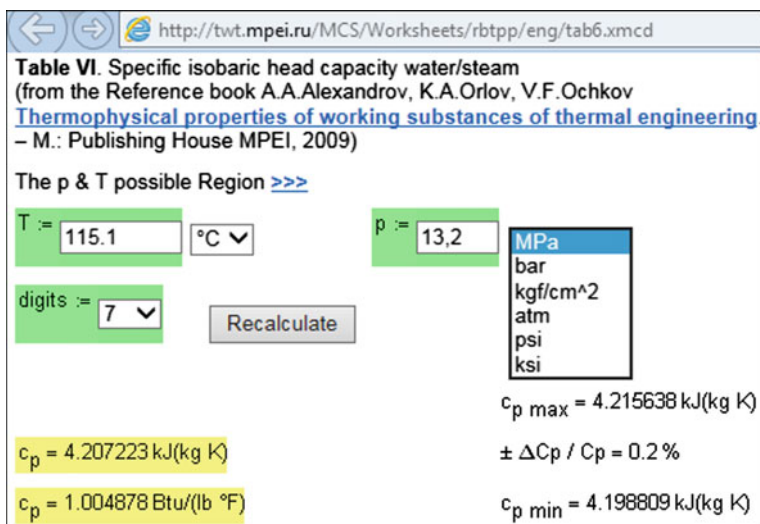 http://twt.mpei.ru/MCS/Worksheets/rbtpp/eng/tab6.xmcd
Table VI. Specific isobaric head capacity water/steam
(from the Reference book A.A.Alexandrov, K.A.Orlov, V.F.Ochkov
Thermophysical properties of working substances of thermal engineering.
– M.: Publishing House MPEI, 2009)
The p & T possible Region >>>
T := 115.1 °C p := 13,2 MPa
bar
kgf/cm^2
atm
psi
ksi
digits := 7 Recalculate
cp max = 4.215638 kJ(kg K)
cp = 4.207223 kJ(kg K) ± ΔCp / Cp = 0.2 %
cp = 1.004878 Btu/(lb °F) cp min = 4.198809 kJ(kg K)